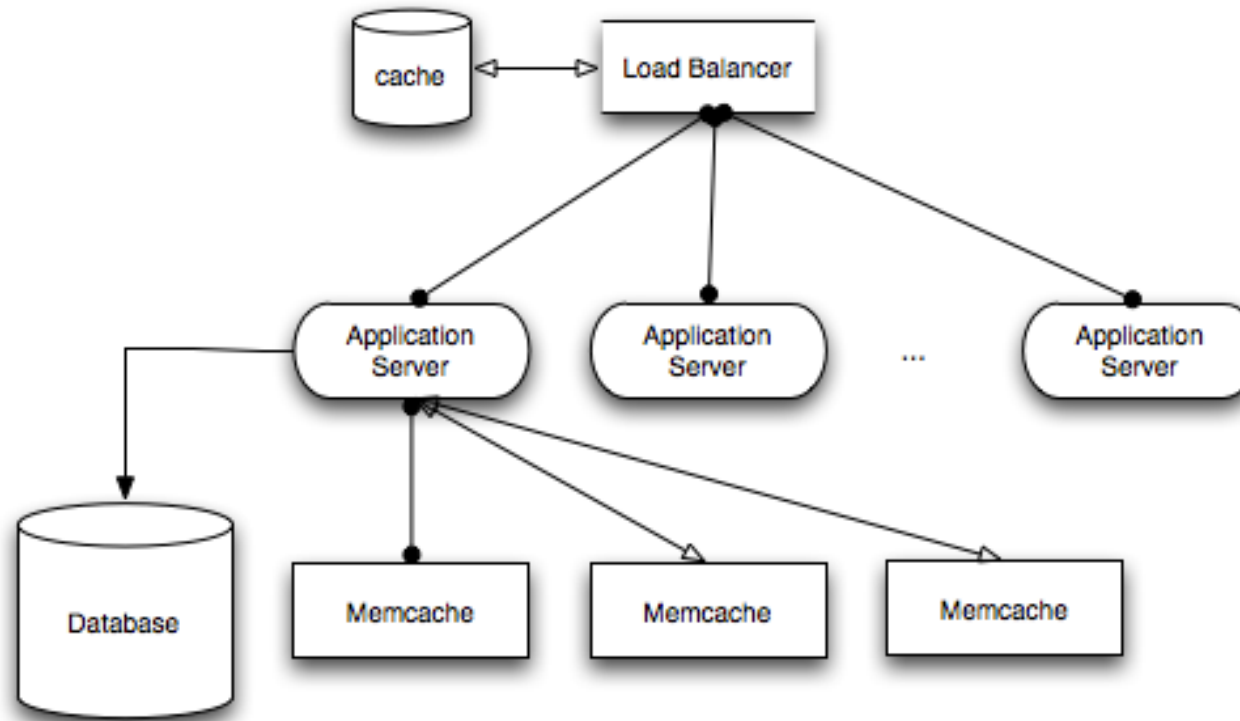 cache
Load Balancer
Application
Server
Application
Server
...
Application
Server
Database
Memcache
Memcache
Memcache